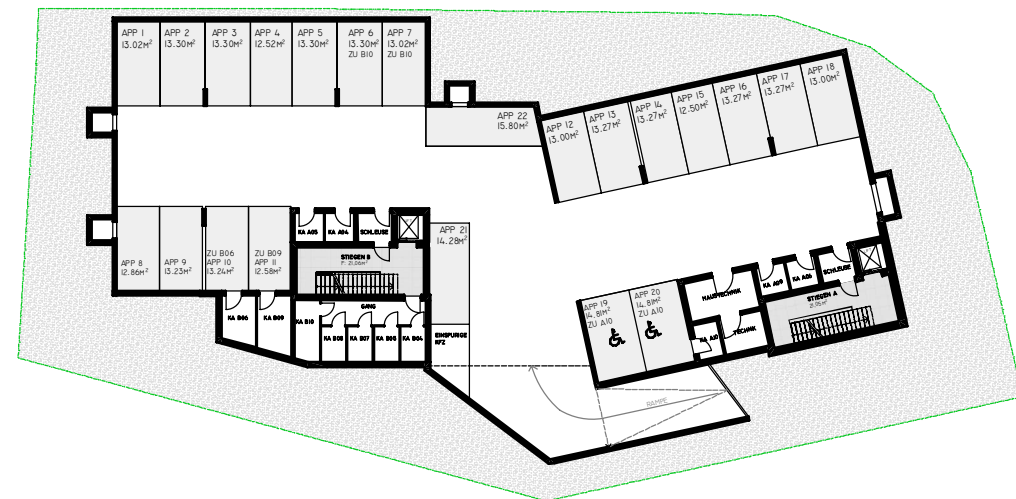 APP 1
13.02M²
APP 2
13.30M²
APP 3
13.30M²
APP 4
12.52M²
APP 5
13.30M²
APP 6
13.30M²
ZU B10
APP 7
13.02M²
ZU B10
APP 22
15.80M²
APP 12
13.00M²
APP 13
13.27M²
APP 14
13.27M²
APP 15
12.50M²
APP 16
13.27M²
APP 17
13.27M²
APP 18
13.00M²
APP 8
12.86M²
APP 9
13.23M²
ZU B06
APP 10
13.24M²
ZU B09
APP 11
12.58M²
KA A05
KA A04
SCHLEUSE
STIEGEN B
F: 21.06m²
APP 21
14.28M²
KA B06
KA B09
KA B10
GANG
KA B08
KA B07
KA B05
KA B04
EINSPURIGE
KFZ
APP 19
14.81M²
ZU A10
APP 20
14.81M²
ZU A10
HAUSTECHNIK
KA A10
TECHNIK
KA A09
KA A06
SCHLEUSE
STIEGEN A
RAMPE